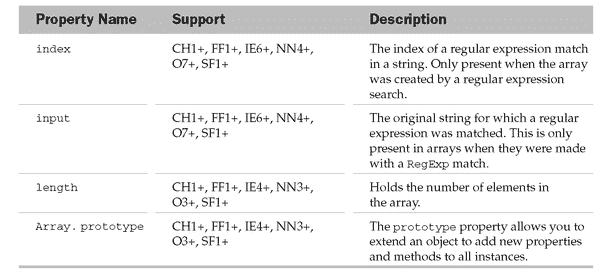 Property Name Support Description
index CH1+, FF1+, IE6+, NN4+, The index of a regular expression match
O7+, SF1+ in a string. Only present when the array
was created by a regular expression
search.
input CH1+, FF1+, IE6+, NN4+, The original string for which a regular
O7+, SF1+ expression was matched. This is only
present in arrays when they were made
with a RegExp match.
length CH1+, FF1+, IE4+, NN3+, Holds the number of elements in
O3+, SF1+ the array.
Array.prototype CH1+, FF1+, IE4+, NN3+, The prototype property allows you to
O3+, SF1+ extend an object to add new properties
and methods to all instances.